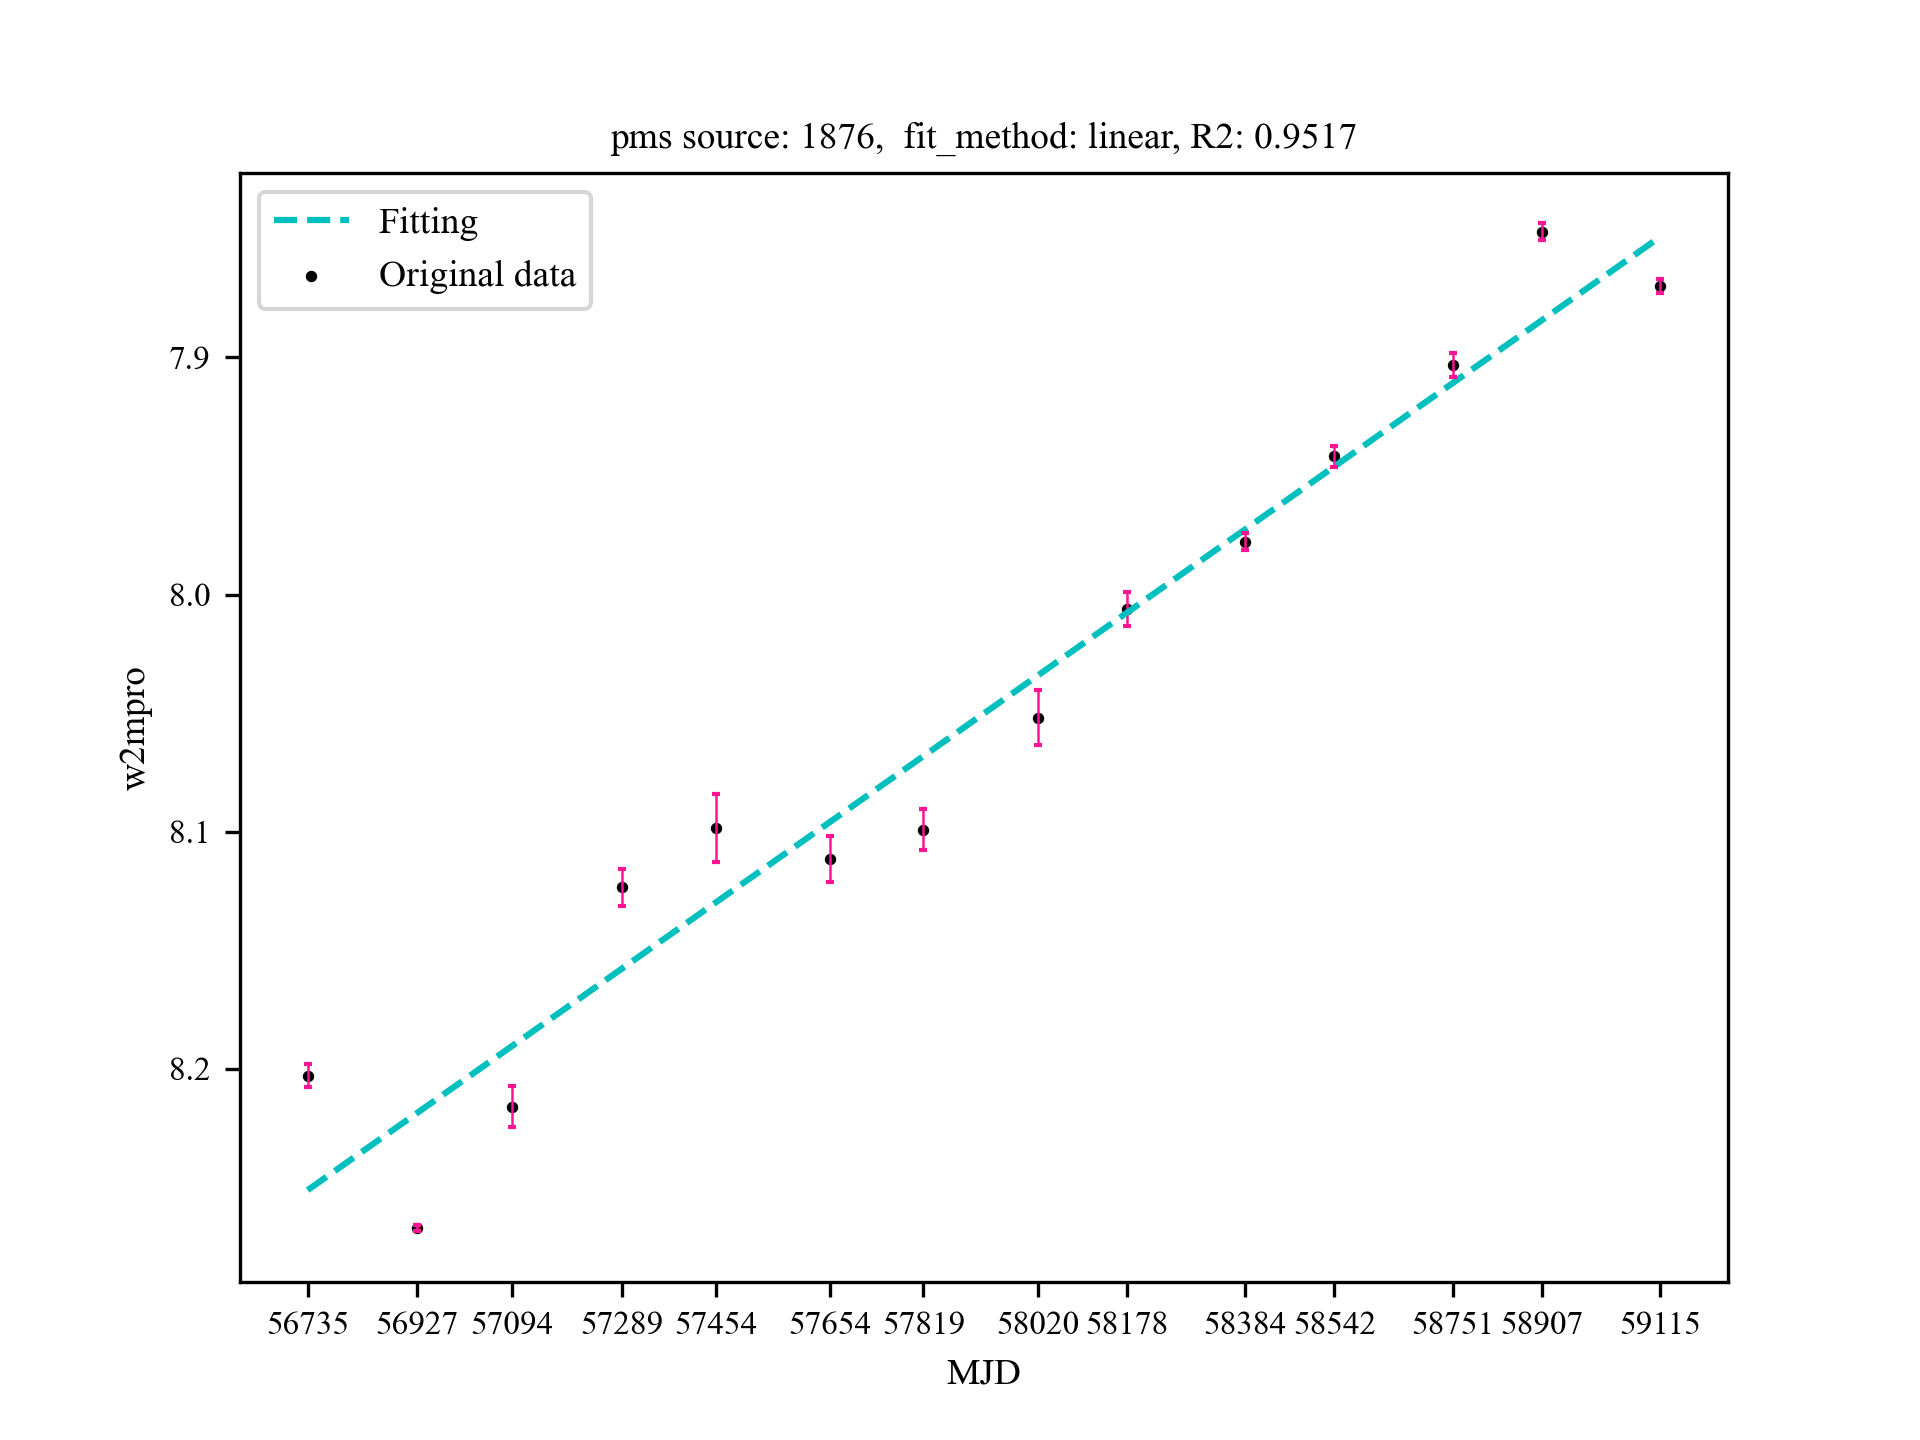 pms source: 1876,  fit_method: linear, R2: 0.9517
Fitting
Original data
7.9
8.0
8.1
8.2
w2mpro
56735 56927 57094 57289 57454 57654 57819 58020 58178 58384 58542 58751 58907 59115
MJD